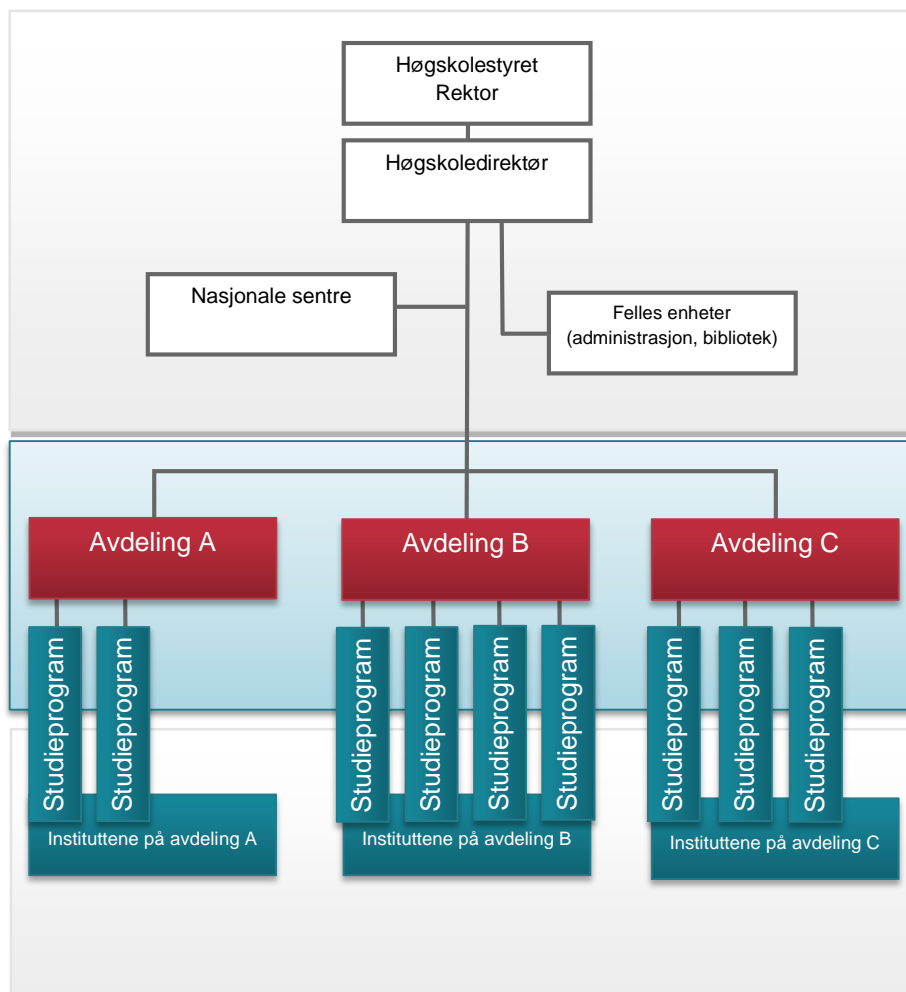 Høgskolestyret
Rektor
Høgskoledirektør
Nasjonale sentre
Felles enheter
(administrasjon, bibliotek)
Avdeling A
Avdeling B
Avdeling C
Studieprogram
Studieprogram
Studieprogram
Studieprogram
Studieprogram
Studieprogram
Studieprogram
Studieprogram
Studieprogram
Instituttene på avdeling A
Instituttene på avdeling B
Instituttene på avdeling C